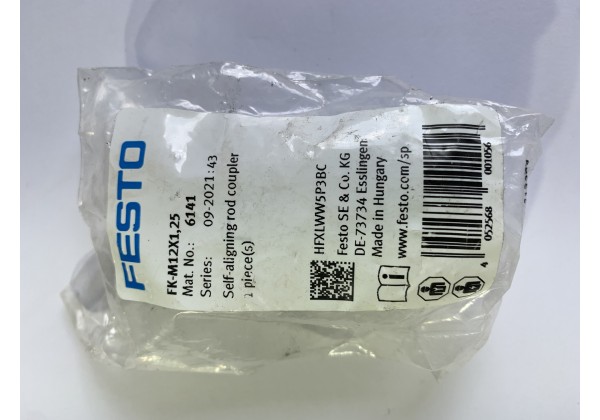 FESTO
FK-M12X1,25
Mat. No.: 6141
Series: 09-2021:43
Self-aligning rod coupler
1 piece(s)
HFXLWW5P3BC
Festo SE & Co. KG
DE-73734 Esslingen
Made in Hungary
www.festo.com/sp
4 052568 001056